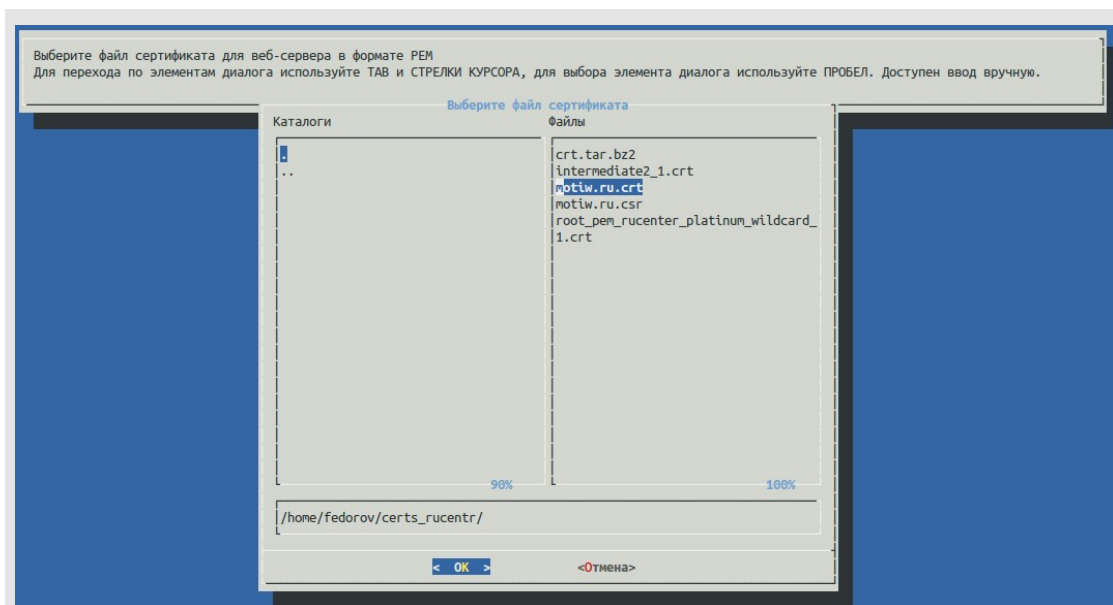 Выберите файл сертификата для веб-сервера в формате PEM
Для перехода по элементам диалога используйте TAB и СТРЕЛКИ КУРСОРА, для выбора элемента диалога используйте ПРОБЕЛ. Доступен ввод вручную.
Выберите файл сертификата
Каталоги
Файлы
.
..
crt.tar.bz2
intermediate2_1.crt
motiw.ru.crt
motiw.ru.csr
root_pem_rucenter_platinum_wildcard_
1.crt
90%
100%
/home/fedorov/certs_rucentr/
< OK >
<Отмена>